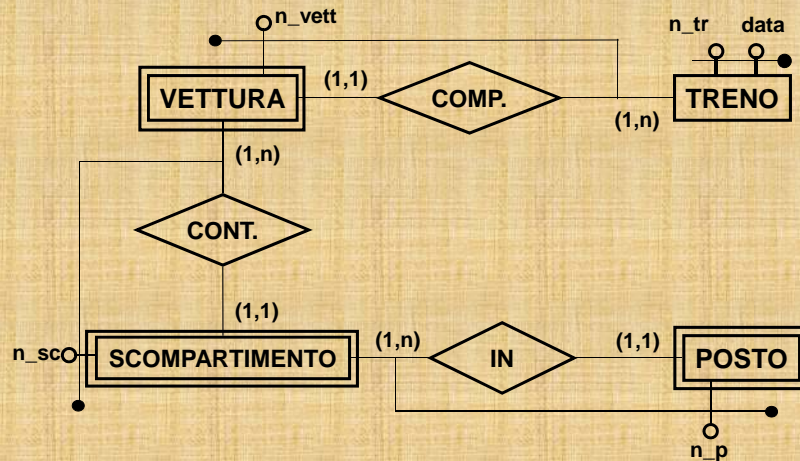 n_vett
n_tr data
VETTURA (1,1) COMP. (1,n) TRENO
(1,n)
CONT.
(1,1)
n_sc SCOMPARTIMENTO (1,n) IN (1,1) POSTO
n_p